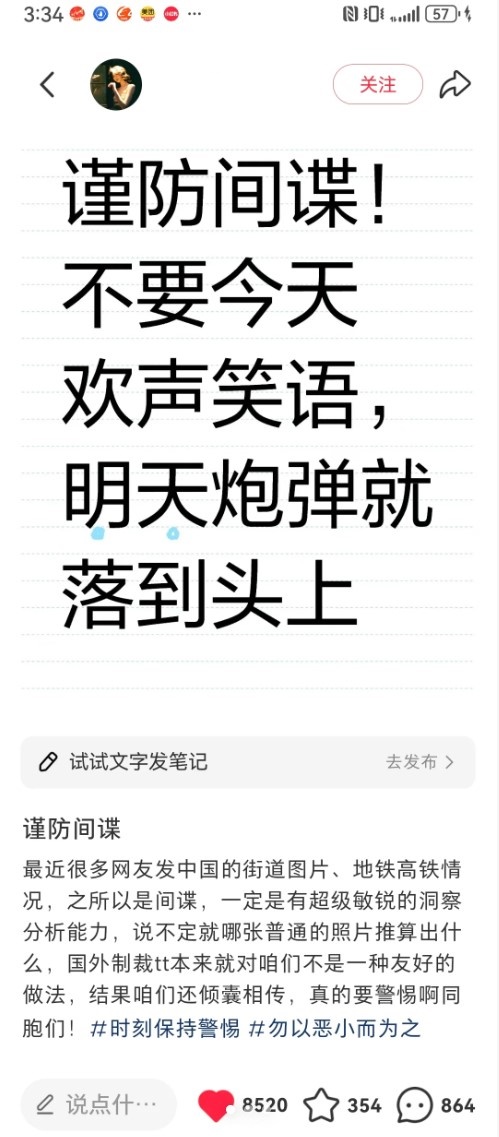 3:34
57
关注
谨防间谍！
不要今天
欢声笑语，
明天炮弹就
落到头上
试试文字发笔记 去发布
谨防间谍
最近很多网友发中国的街道图片、地铁高铁情
况，之所以是间谍，一定是有超级敏锐的洞察
分析能力，说不定就哪张普通的照片推算出什
么，国外制裁tt本来就对咱们不是一种友好的
做法，结果咱们还倾囊相传，真的要警惕啊同
胞们！#时刻保持警惕 #勿以恶小而为之
说点什… 8520 354 864